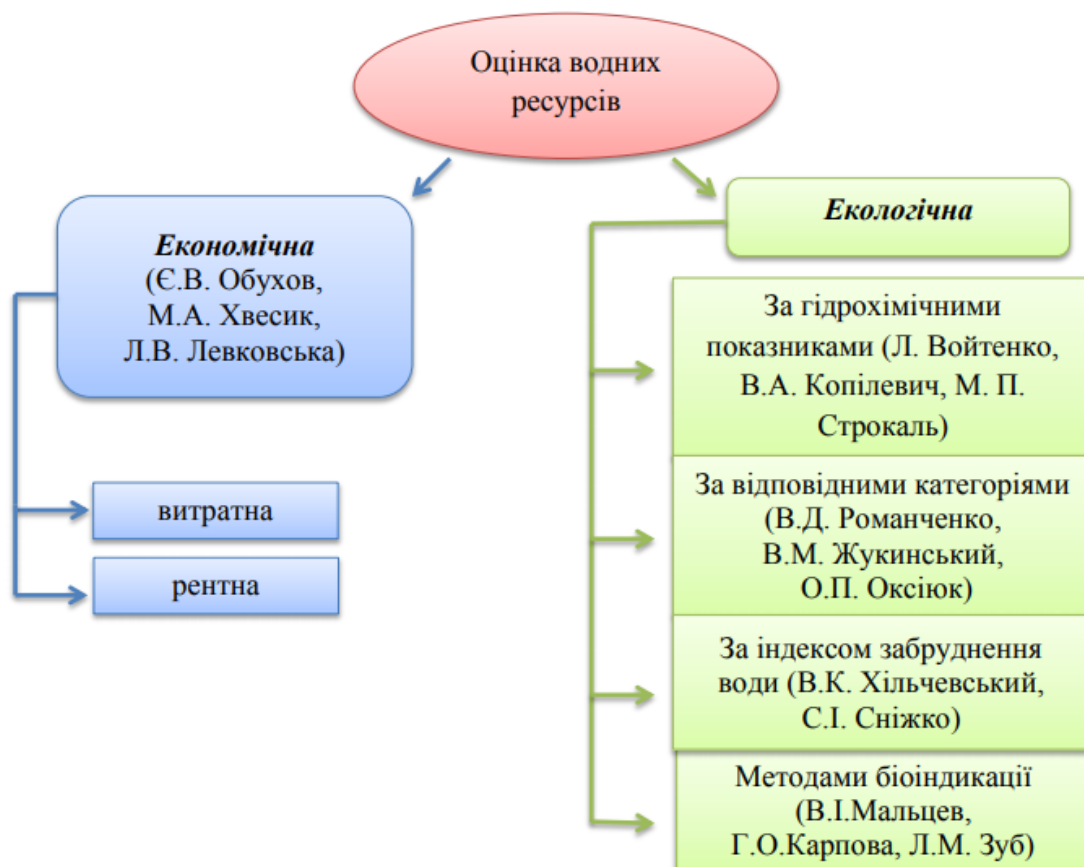 Оцінка водних
ресурсів
Економічна
(Є.В. Обухов,
М.А. Хвесик,
Л.В. Левковська)
витратна
рентна
Екологічна
За гідрохімічними
показниками (Л. Войтенко,
В.А. Копілевич, М. П.
Строкаль)
За відповідними категоріями
(В.Д. Романченко,
В.М. Жукинський,
О.П. Оксіюк)
За індексом забруднення
води (В.К. Хільчевський,
С.І. Сніжко)
Методами біоіндикації
(В.І.Мальцев,
Г.О.Карпова, Л.М. Зуб)